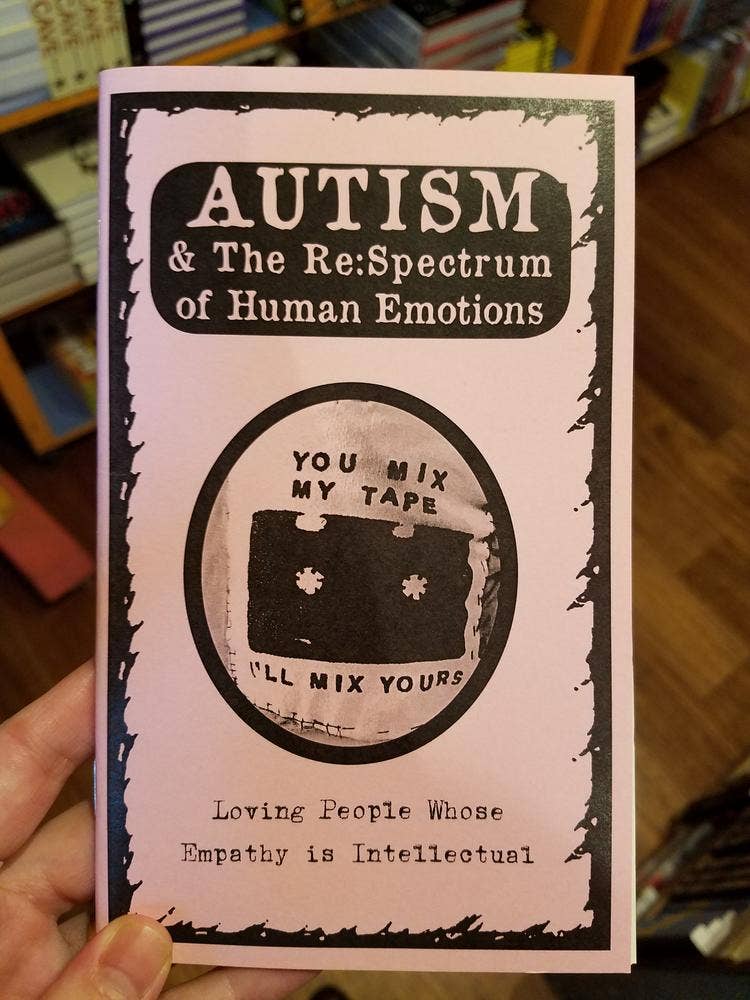 AUTISM
& The Re:Spectrum
of Human Emotions
YOU MIX
MY TAPE
I'LL MIX YOURS
Loving People Whose
Empathy is Intellectual